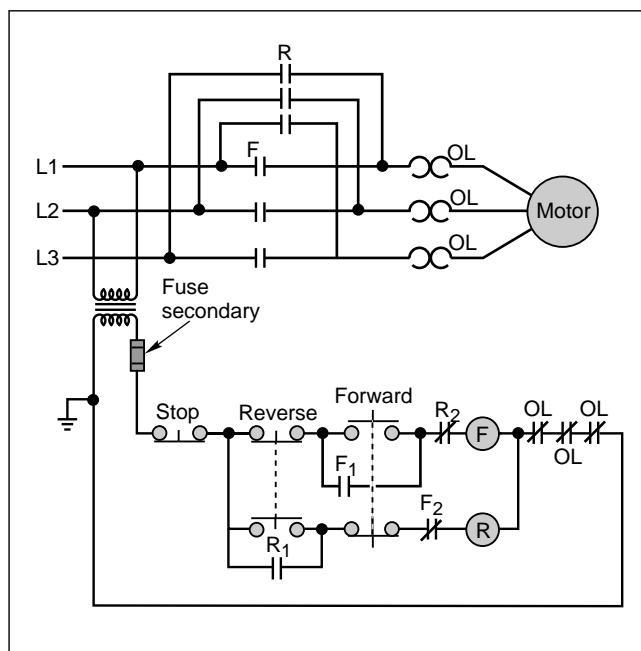 R
F
L1
OL
L2
OL
Motor
L3
OL
Fuse
secondary
Stop
Reverse
Forward
R2
F
OL
OL
OL
F1
F2
R
R1